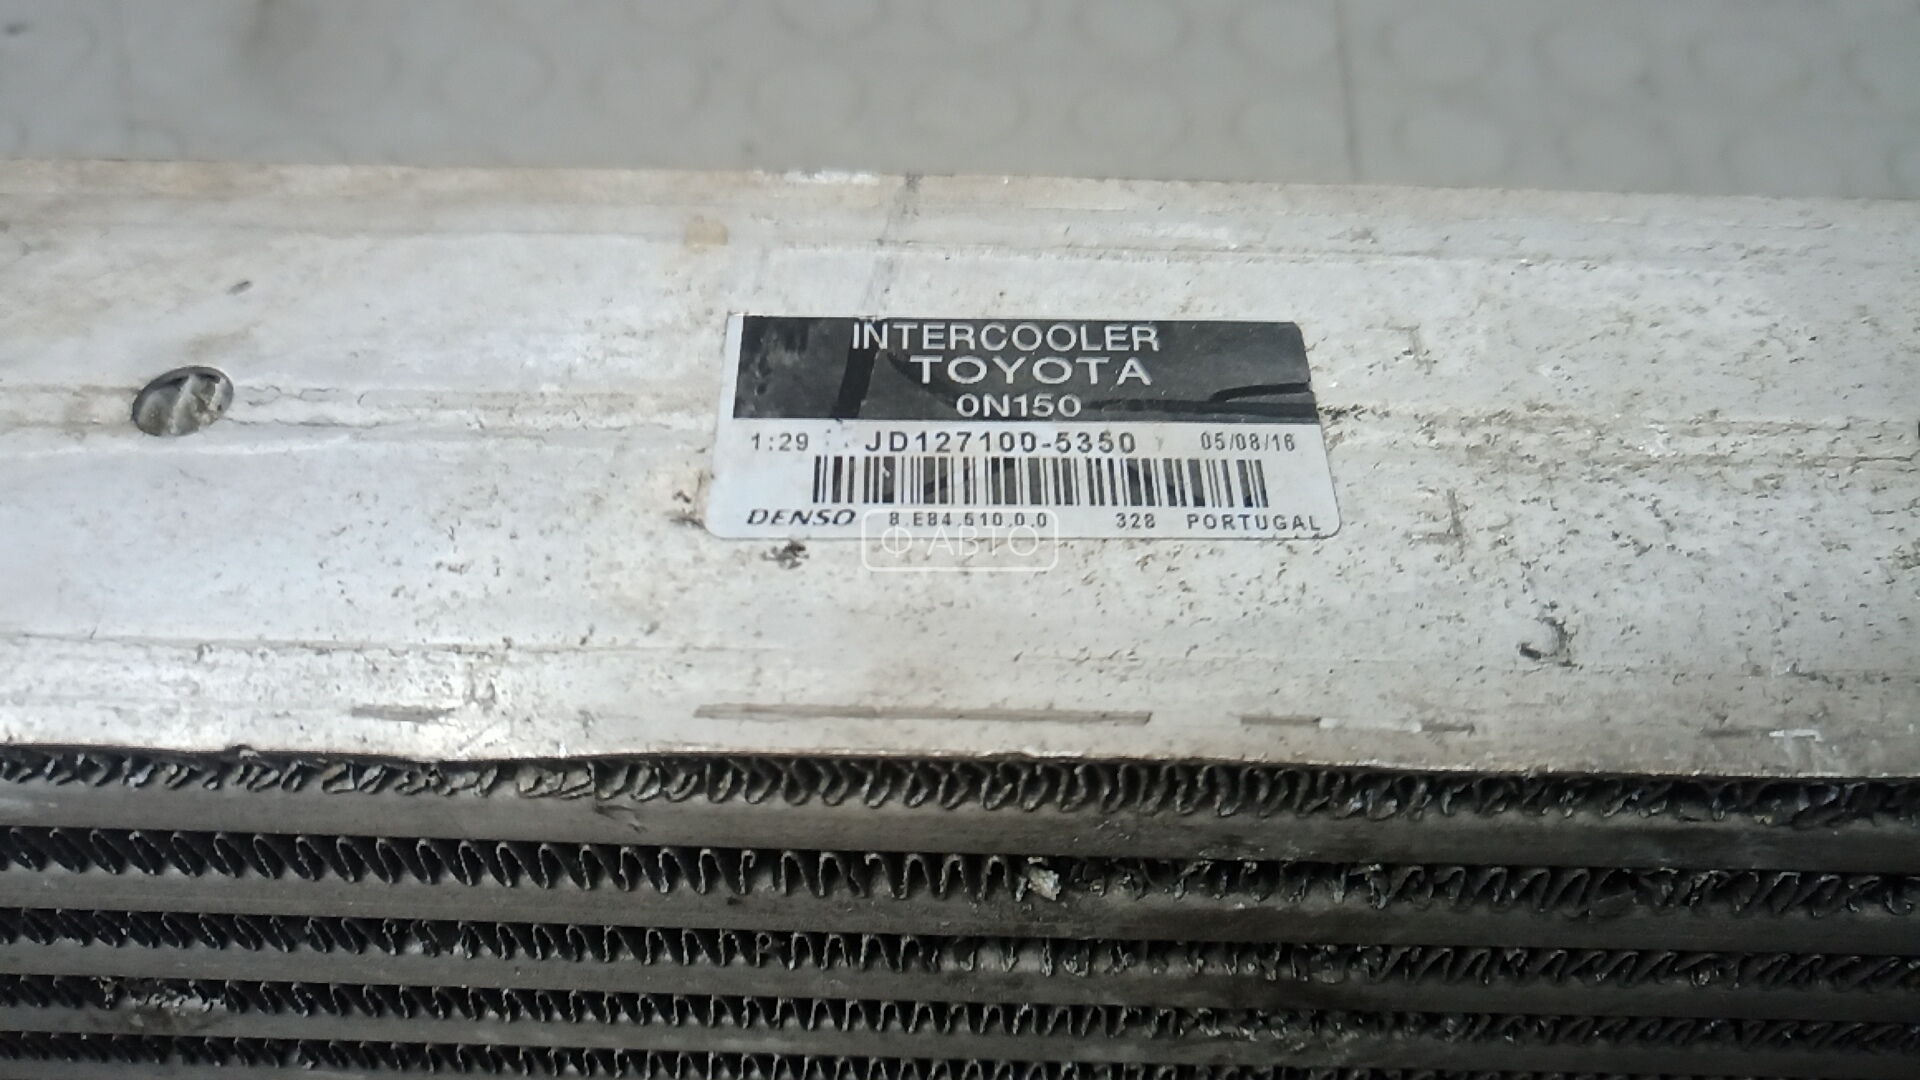 INTERCOOLER
TOYOTA
0N150
1:29 JD127100-5350 05/08/16
DENSO 8.E84.510.0.0 328 PORTUGAL
Ф·АВТО